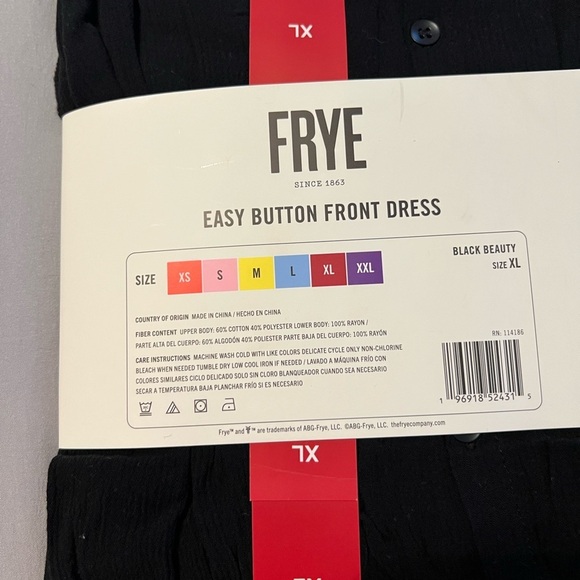 XL
FRYE
SINCE 1863
EASY BUTTON FRONT DRESS
SIZE XS S M L XL XXL
BLACK BEAUTY
SIZE XL
COUNTRY OF ORIGIN MADE IN CHINA / HECHO EN CHINA
FIBER CONTENT UPPER BODY: 60% COTTON 40% POLYESTER LOWER BODY: 100% RAYON /
PARTE ALTA DEL CUERPO: 60% ALGODÓN 40% POLIESTER PARTE BAJA DEL CUERPO: 100% RAYÓN
CARE INSTRUCTIONS MACHINE WASH COLD WITH LIKE COLORS DELICATE CYCLE ONLY NON-CHLORINE
BLEACH WHEN NEEDED TUMBLE DRY LOW COOL IRON IF NEEDED / LAVADO A MÁQUINA FRÍO CON
COLORES SIMILARES CICLO DELICADO SOLO SIN CLORO BLANQUEADOR CUANDO SEA NECESARIO
SECAR A TEMPERATURA BAJA PLANCHAR FRÍO SI ES NECESARIO
RN: 114186
1 96918 52431 5
Frye™ and ™ are trademarks of ABG-Frye, LLC. ©ABG-Frye, LLC. thefryecompany.com
XL
XL